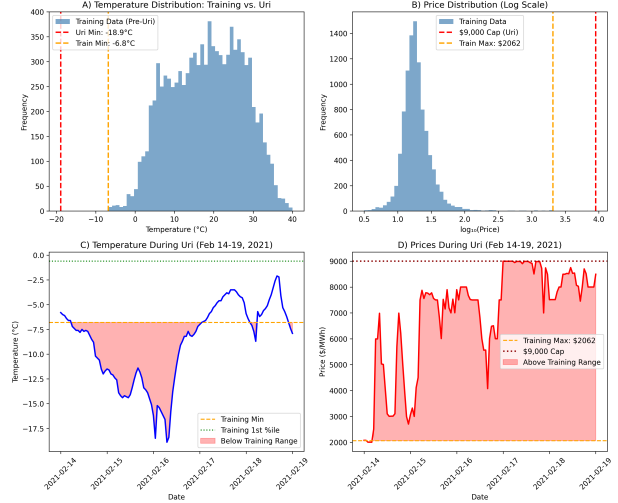 A) Temperature Distribution: Training vs. Uri
Training Data (Pre-Uri)
Uri Min: -18.9°C
Train Min: -6.8°C
Frequency
400
350
300
250
200
150
100
50
0
−20
−10
0
10
20
30
40
Temperature (°C)
B) Price Distribution (Log Scale)
Training Data
$9,000 Cap (Uri)
Train Max: $2062
Frequency
1400
1200
1000
800
600
400
200
0
0.5
1.0
1.5
2.0
2.5
3.0
3.5
4.0
log₁₀(Price)
C) Temperature During Uri (Feb 14-19, 2021)
Temperature (°C)
0.0
−2.5
−5.0
−7.5
−10.0
−12.5
−15.0
−17.5
Training Min
Training 1st %ile
Below Training Range
2021-02-14
2021-02-15
2021-02-16
2021-02-17
2021-02-18
2021-02-19
Date
D) Prices During Uri (Feb 14-19, 2021)
Price ($/MWh)
9000
8000
7000
6000
5000
4000
3000
2000
Training Max: $2062
$9,000 Cap
Above Training Range
2021-02-14
2021-02-15
2021-02-16
2021-02-17
2021-02-18
2021-02-19
Date